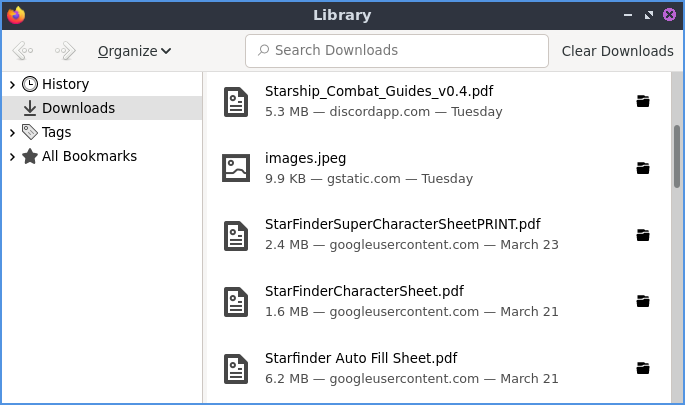 Library
Organize
Search Downloads
Clear Downloads
History
Downloads
Tags
All Bookmarks
Starship_Combat_Guides_v0.4.pdf
5.3 MB — discordapp.com — Tuesday
images.jpeg
9.9 KB — gstatic.com — Tuesday
StarFinderSuperCharacterSheetPRINT.pdf
2.4 MB — googleusercontent.com — March 23
StarFinderCharacterSheet.pdf
1.6 MB — googleusercontent.com — March 21
Starfinder Auto Fill Sheet.pdf
6.2 MB — googleusercontent.com — March 21